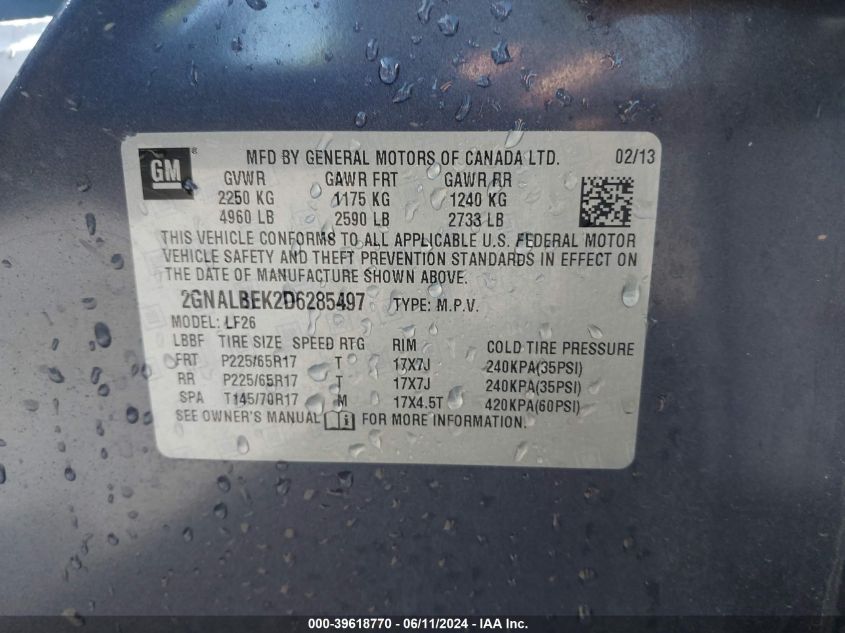 GM ® MFD BY GENERAL MOTORS OF CANADA LTD. 02/13
GVWR GAWR FRT GAWR RR
2250 KG 1175 KG 1240 KG
4960 LB 2590 LB 2733 LB
THIS VEHICLE CONFORMS TO ALL APPLICABLE U.S. FEDERAL MOTOR
VEHICLE SAFETY AND THEFT PREVENTION STANDARDS IN EFFECT ON
THE DATE OF MANUFACTURE SHOWN ABOVE.
2GNALBEK2D6285497 TYPE: M.P.V.
MODEL: LF26
LBBF TIRE SIZE SPEED RTG RIM COLD TIRE PRESSURE
FRT P225/65R17 T 17X7J 240KPA(35PSI)
RR P225/65R17 T 17X7J 240KPA(35PSI)
SPA T145/70R17 M 17X4.5T 420KPA(60PSI)
SEE OWNER'S MANUAL FOR MORE INFORMATION.
000-39618770 - 06/11/2024 - IAA Inc.